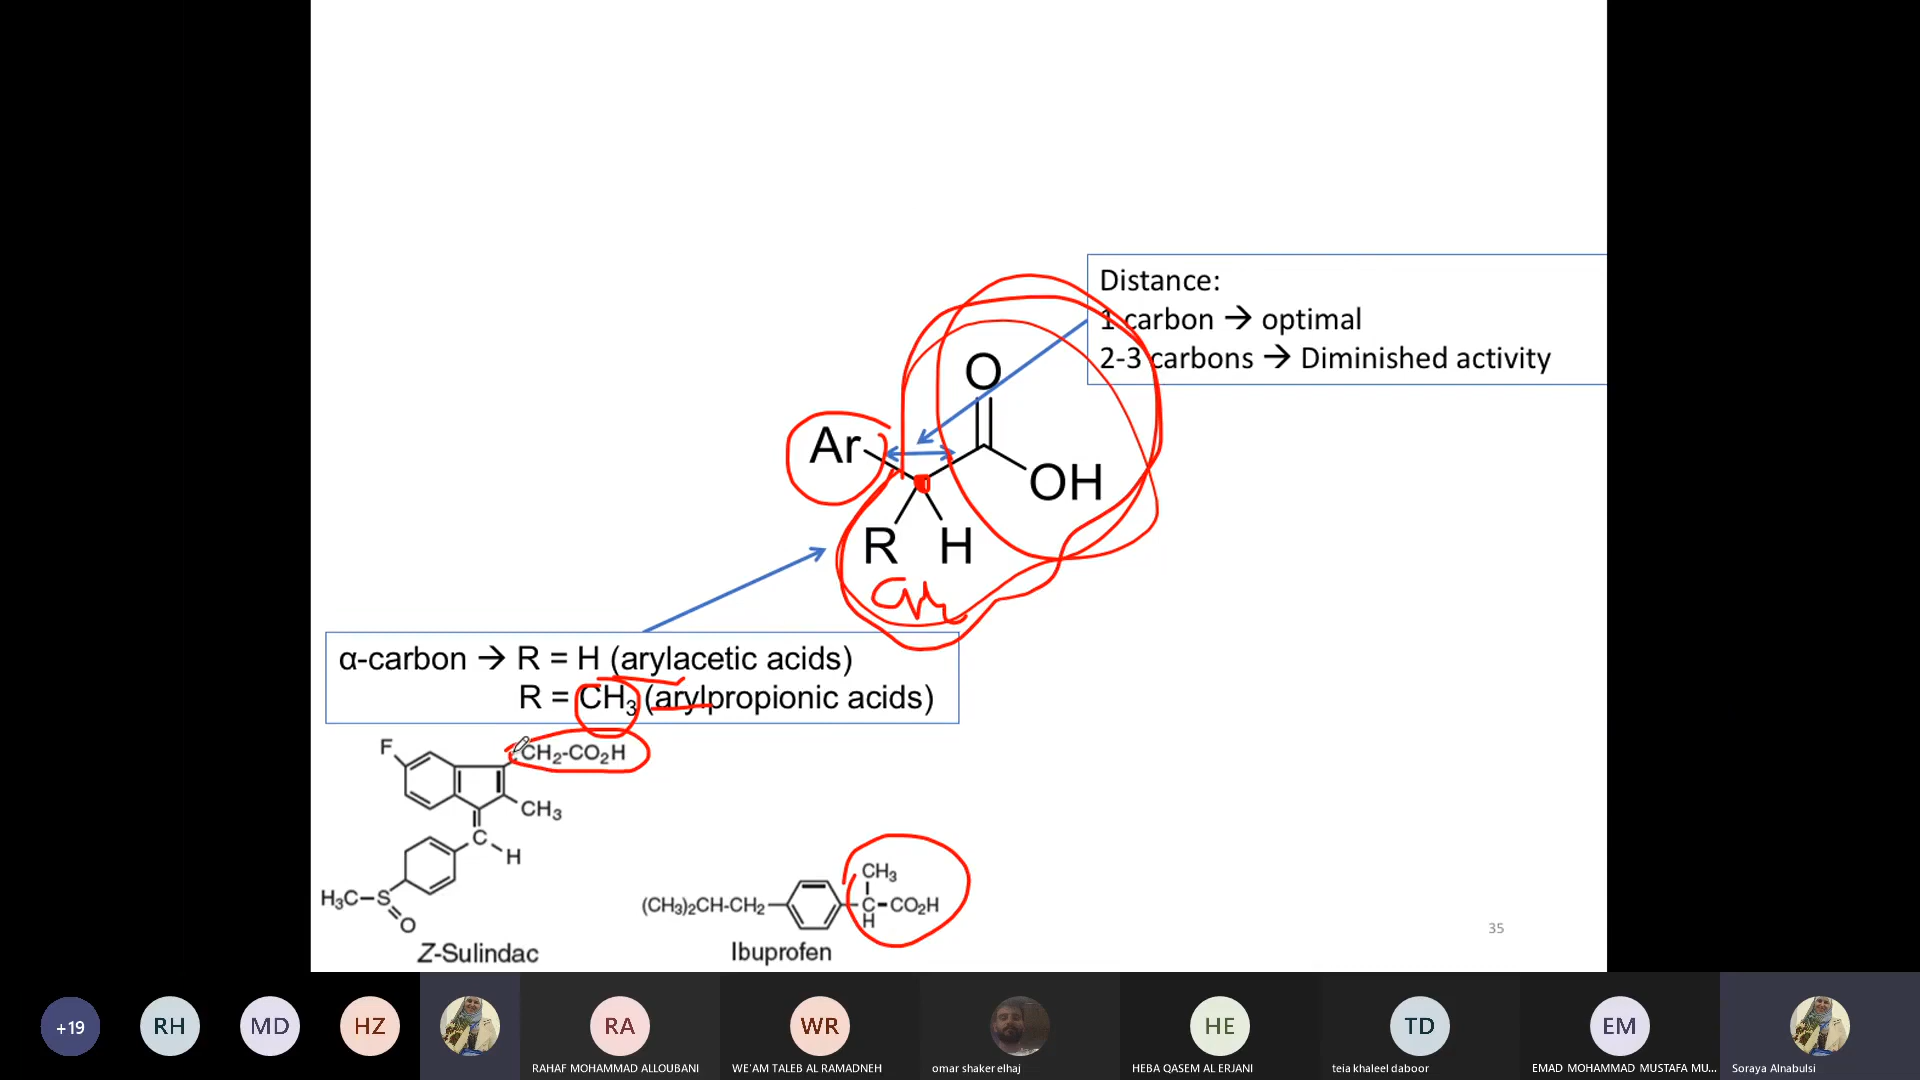 Distance:
1 carbon → optimal
2-3 carbons → Diminished activity
O
Ar
OH
R H
CH₃
α-carbon → R = H (arylacetic acids)
R = CH₃ (arylpropionic acids)
F
CH₂-CO₂H
CH₃
C
H
H₃C-S
O
Z-Sulindac
CH₃
(CH₃)₂CH-CH₂
C-CO₂H
H
Ibuprofen
35
+19
RH
MD
HZ
RA
WR
HE
TD
EM
RAHAF MOHAMMAD ALLOUBANI
WE'AM TALEB AL RAMADNEH
omar shaker elhaj
HEBA QASEM AL ERJANI
teia khaleel daboor
EMAD MOHAMMAD MUSTAFA MU...
Soraya Alnabulsi